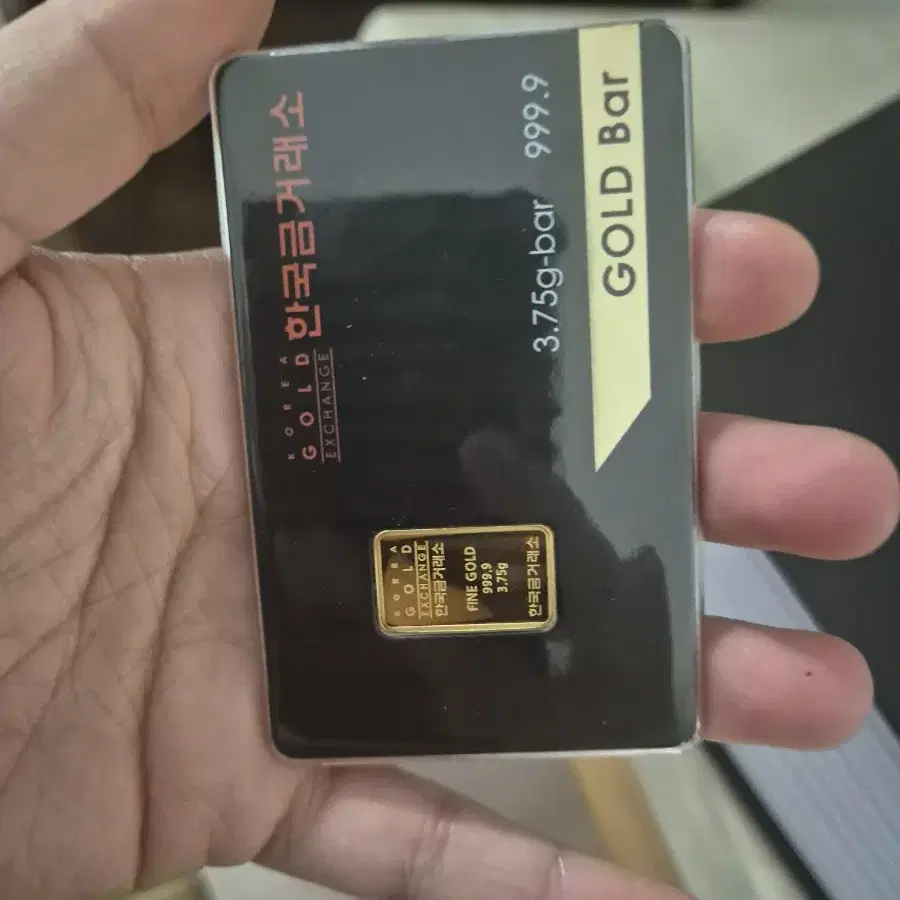 KOREA
GOLD
EXCHANGE
한국금거래소
3.75g-bar 999.9
GOLD Bar
KOREA
GOLD
EXCHANGE
한국금거래소
FINE GOLD
999.9
3.75g
한국금거래소